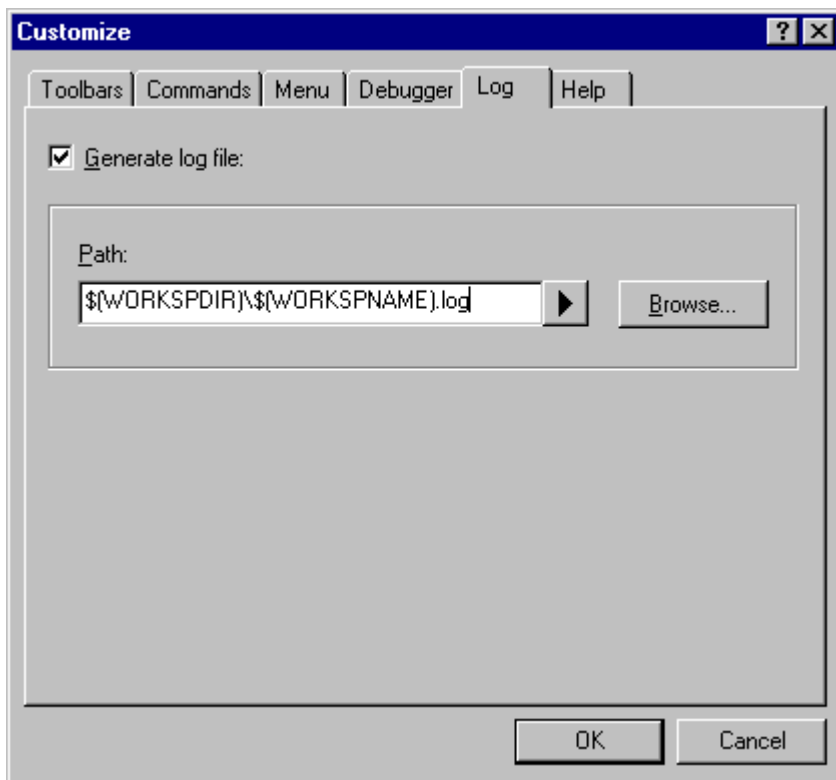 Customize
Toolbars Commands Menu Debugger Log Help
Generate log file:
Path:
$(WORKSPDIR)\$(WORKSPNAME).log
Browse...
OK Cancel